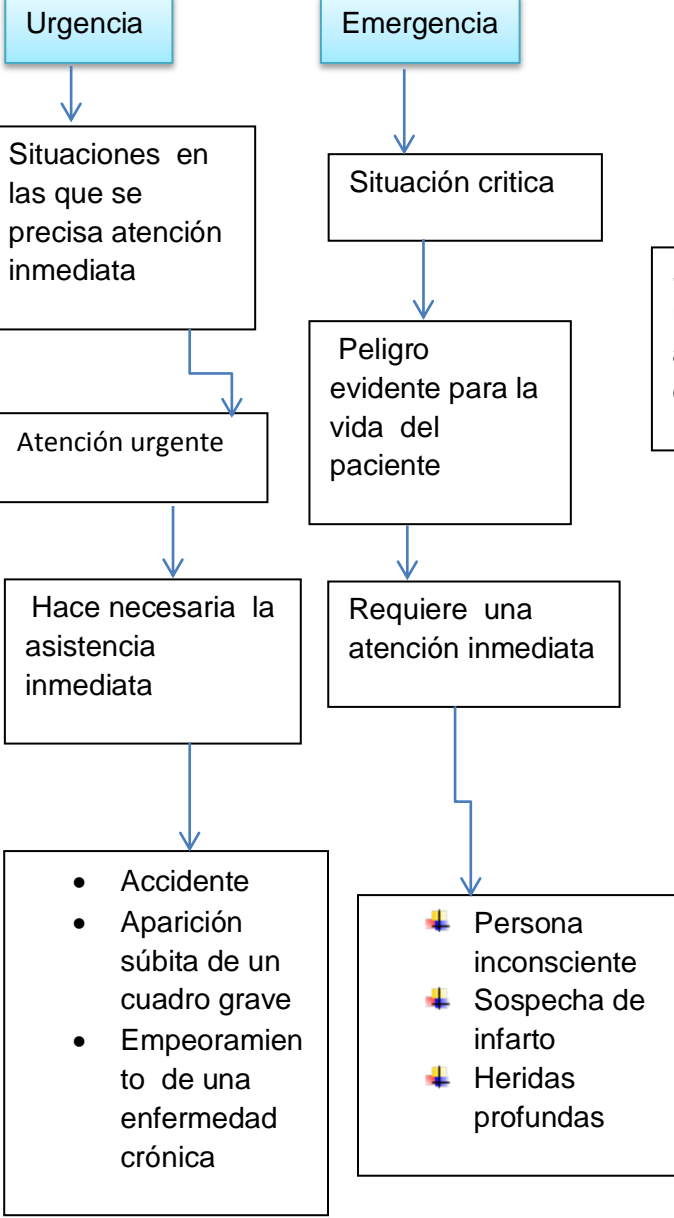 Urgencia
Situaciones en
las que se
precisa atención
inmediata
Atención urgente
Hace necesaria la
asistencia
inmediata
Accidente
Aparición
súbita de un
cuadro grave
Empeoramien
to de una
enfermedad
crónica
Emergencia
Situación critica
Peligro
evidente para la
vida del
paciente
Requiere una
atención inmediata
Persona
inconsciente
Sospecha de
infarto
Heridas
profundas